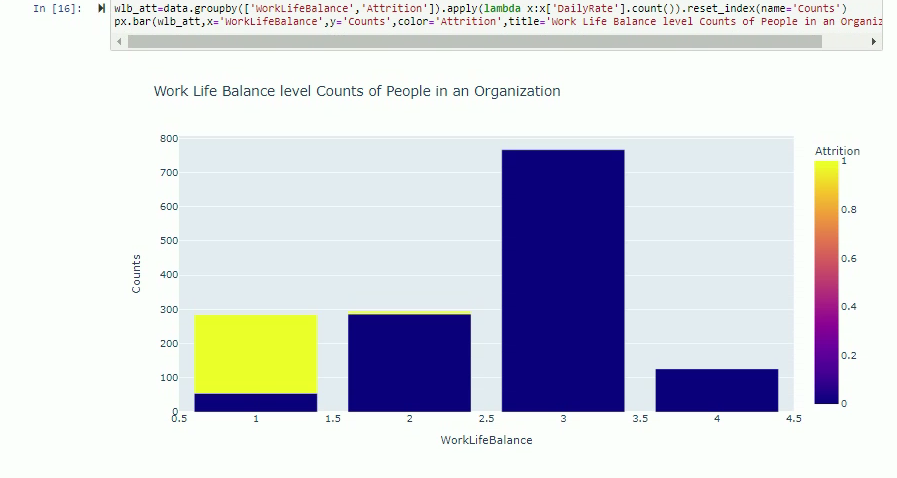 In [16]:
wlb_att=data.groupby(['WorkLifeBalance','Attrition']).apply(lambda x:x['DailyRate'].count()).reset_index(name='Counts')
px.bar(wlb_att,x='WorkLifeBalance',y='Counts',color='Attrition',title='Work Life Balance level Counts of People in an Organiz
Work Life Balance level Counts of People in an Organization
Attrition
800
700
600
500
400
300
200
100
0
Counts
0.5 1 1.5 2 2.5 3 3.5 4 4.5
WorkLifeBalance
1
0.8
0.6
0.4
0.2
0